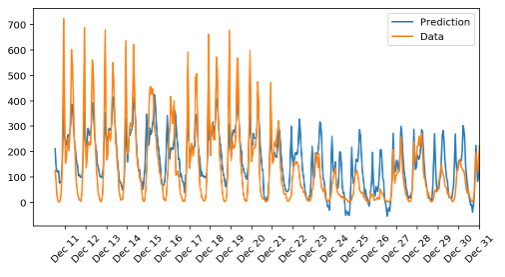 Prediction
Data
700
600
500
400
300
200
100
0
Dec 11
Dec 12
Dec 13
Dec 14
Dec 15
Dec 16
Dec 17
Dec 18
Dec 19
Dec 20
Dec 21
Dec 22
Dec 23
Dec 24
Dec 25
Dec 26
Dec 27
Dec 28
Dec 29
Dec 30
Dec 31